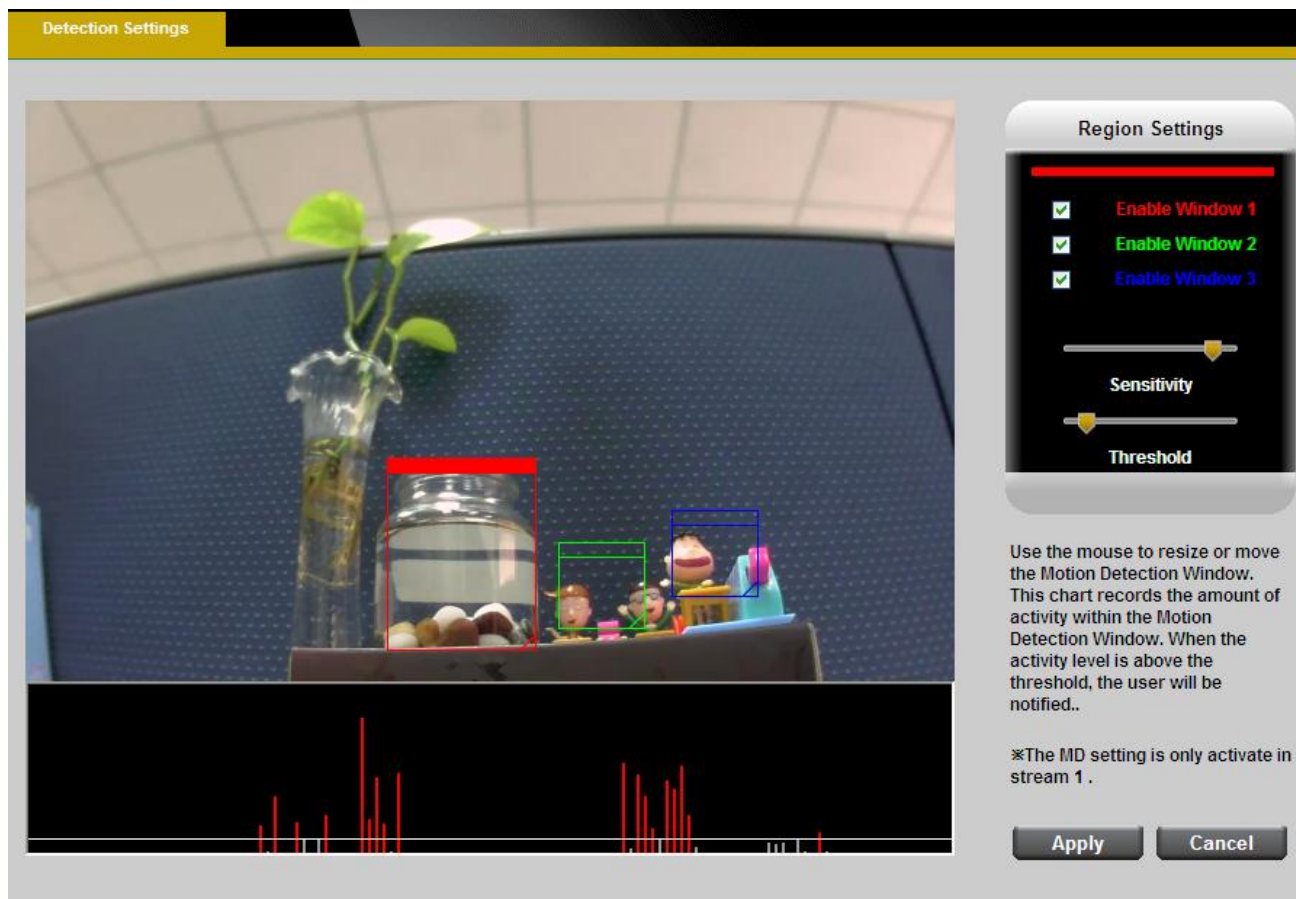 Detection Settings
Region Settings
Enable Window 1
Enable Window 2
Enable Window 3
Sensitivity
Threshold
Use the mouse to resize or move
the Motion Detection Window.
This chart records the amount of
activity within the Motion
Detection Window. When the
activity level is above the
threshold, the user will be
notified..
※The MD setting is only activate in
stream 1 .
Apply
Cancel